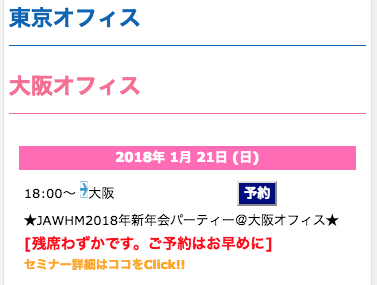 東京オフィス
大阪オフィス
2018年 1月 21日 (日)
18:00～ 大阪 予約
★JAWHM2018年新年会パーティー@大阪オフィス★
[残席わずかです。ご予約はお早めに]
セミナー詳細はココをClick!!